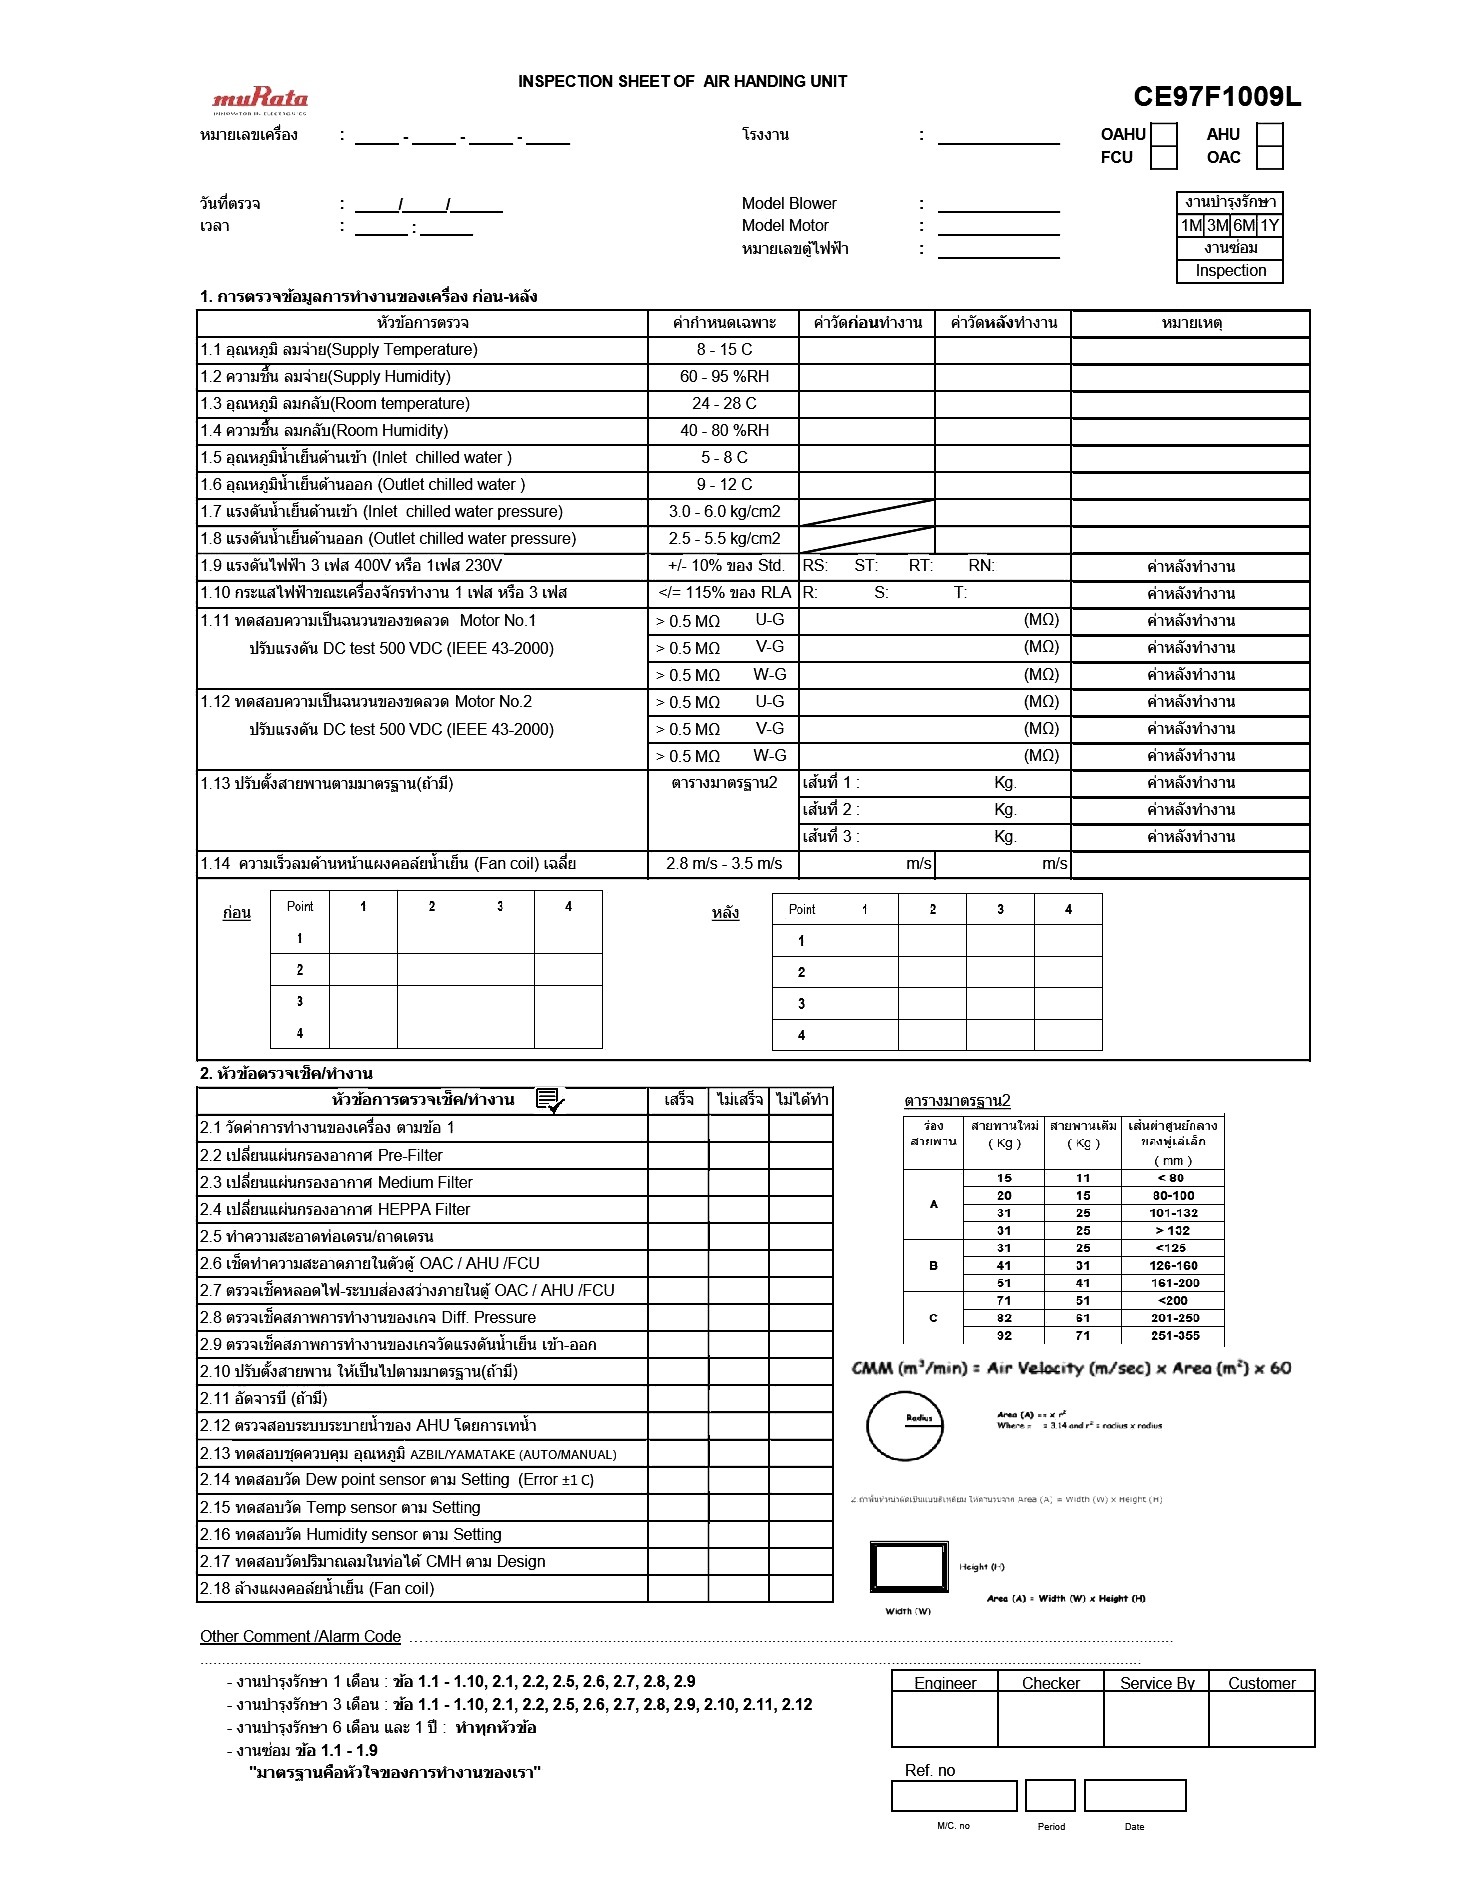 INSPECTION SHEET OF AIR HANDING UNIT
muRata
INNOVATOR IN ELECTRONICS
CE97F1009L
หมายเลขเครื่อง : ____ - ____ - ____ - ____ โรงงาน : OAHU AHU
FCU OAC
วันที่ตรวจ : ____/____/____ Model Blower : งานบำรุงรักษา
เวลา : ____ : ____ Model Motor : 1M 3M 6M 1Y
หมายเลขตู้ไฟฟ้า : งานซ่อม
Inspection
1. การตรวจข้อมูลการทำงานของเครื่อง ก่อน-หลัง
หัวข้อการตรวจ ค่ากำหนดเฉพาะ ค่าวัดก่อนทำงาน ค่าวัดหลังทำงาน หมายเหตุ
1.1 อุณหภูมิ ลมจ่าย(Supply Temperature) 8 - 15 C
1.2 ความชื้น ลมจ่าย(Supply Humidity) 60 - 95 %RH
1.3 อุณหภูมิ ลมกลับ(Room temperature) 24 - 28 C
1.4 ความชื้น ลมกลับ(Room Humidity) 40 - 80 %RH
1.5 อุณหภูมิน้ำเย็นด้านเข้า (Inlet chilled water ) 5 - 8 C
1.6 อุณหภูมิน้ำเย็นด้านออก (Outlet chilled water ) 9 - 12 C
1.7 แรงดันน้ำเย็นด้านเข้า (Inlet chilled water pressure) 3.0 - 6.0 kg/cm2
1.8 แรงดันน้ำเย็นด้านออก (Outlet chilled water pressure) 2.5 - 5.5 kg/cm2
1.9 แรงดันไฟฟ้า 3 เฟส 400V หรือ 1เฟส 230V +/- 10% ของ Std. RS: ST: RT: RN: ค่าหลังทำงาน
1.10 กระแสไฟฟ้าขณะเครื่องจักรทำงาน 1 เฟส หรือ 3 เฟส </= 115% ของ RLA R: S: T: ค่าหลังทำงาน
1.11 ทดสอบความเป็นฉนวนของขดลวด Motor No.1 > 0.5 MΩ U-G (MΩ) ค่าหลังทำงาน
ปรับแรงดัน DC test 500 VDC (IEEE 43-2000) > 0.5 MΩ V-G (MΩ) ค่าหลังทำงาน
> 0.5 MΩ W-G (MΩ) ค่าหลังทำงาน
1.12 ทดสอบความเป็นฉนวนของขดลวด Motor No.2 > 0.5 MΩ U-G (MΩ) ค่าหลังทำงาน
ปรับแรงดัน DC test 500 VDC (IEEE 43-2000) > 0.5 MΩ V-G (MΩ) ค่าหลังทำงาน
> 0.5 MΩ W-G (MΩ) ค่าหลังทำงาน
1.13 ปรับตั้งสายพานตามมาตรฐาน(ถ้ามี) ตารางมาตรฐาน2 เส้นที่ 1 : Kg. ค่าหลังทำงาน
เส้นที่ 2 : Kg. ค่าหลังทำงาน
เส้นที่ 3 : Kg. ค่าหลังทำงาน
1.14 ความเร็วลมด้านหน้าแผงคอล์ยน้ำเย็น (Fan coil) เฉลี่ย 2.8 m/s - 3.5 m/s m/s m/s
ก่อน Point 1 2 3 4
1
2
3
4
หลัง Point 1 2 3 4
1
2
3
4
2. หัวข้อตรวจเช็ค/ทำงาน
หัวข้อการตรวจเช็ค/ทำงาน เสร็จ ไม่เสร็จ ไม่ได้ทำ
2.1 วัดค่าการทำงานของเครื่อง ตามข้อ 1
2.2 เปลี่ยนแผ่นกรองอากาศ Pre-Filter
2.3 เปลี่ยนแผ่นกรองอากาศ Medium Filter
2.4 เปลี่ยนแผ่นกรองอากาศ HEPPA Filter
2.5 ทำความสะอาดท่อเดรน/ถาดเดรน
2.6 เช็ดทำความสะอาดภายในตัวตู้ OAC / AHU /FCU
2.7 ตรวจเช็คหลอดไฟ-ระบบส่องสว่างภายในตู้ OAC / AHU /FCU
2.8 ตรวจเช็คสภาพการทำงานของเกจ Diff. Pressure
2.9 ตรวจเช็คสภาพการทำงานของเกจวัดแรงดันน้ำเย็น เข้า-ออก
2.10 ปรับตั้งสายพาน ให้เป็นไปตามมาตรฐาน(ถ้ามี)
2.11 อัดจารบี (ถ้ามี)
2.12 ตรวจสอบระบบระบายน้ำของ AHU โดยการเทน้ำ
2.13 ทดสอบชุดควบคุม อุณหภูมิ AZBIL/YAMATAKE (AUTO/MANUAL)
2.14 ทดสอบวัด Dew point sensor ตาม Setting (Error ±1 C)
2.15 ทดสอบวัด Temp sensor ตาม Setting
2.16 ทดสอบวัด Humidity sensor ตาม Setting
2.17 ทดสอบวัดปริมาณลมในท่อได้ CMH ตาม Design
2.18 ล้างแผงคอล์ยน้ำเย็น (Fan coil)
ตารางมาตรฐาน2
ร่อง สายพานใหม่ สายพานเดิม เส้นผ่าศูนย์กลาง
สายพาน ( Kg ) ( Kg ) ของพู่เล่เล็ก
( mm )
15 11 < 80
A 20 15 80-100
31 25 101-132
31 25 > 132
31 25 <125
B 41 31 126-160
51 41 161-200
71 51 <200
C 82 61 201-250
92 71 251-355
CMM (m³/min) = Air Velocity (m/sec) x Area (m²) x 60
Radius
Area (A) = = x r²
Where = = 3.14 and r² = radius x radius
Area (A) = Width (W) x Height (H)
Height (H)
Area (A) = Width (W) x Height (H)
Width (W)
Other Comment /Alarm Code
- งานบำรุงรักษา 1 เดือน : ข้อ 1.1 - 1.10, 2.1, 2.2, 2.5, 2.6, 2.7, 2.8, 2.9
- งานบำรุงรักษา 3 เดือน : ข้อ 1.1 - 1.10, 2.1, 2.2, 2.5, 2.6, 2.7, 2.8, 2.9, 2.10, 2.11, 2.12
- งานบำรุงรักษา 6 เดือน และ 1 ปี : ทำทุกหัวข้อ
- งานซ่อม ข้อ 1.1 - 1.9
"มาตรฐานคือหัวใจของการทำงานของเรา"
Engineer Checker Service By Customer
Ref. no
M/C. no Period Date